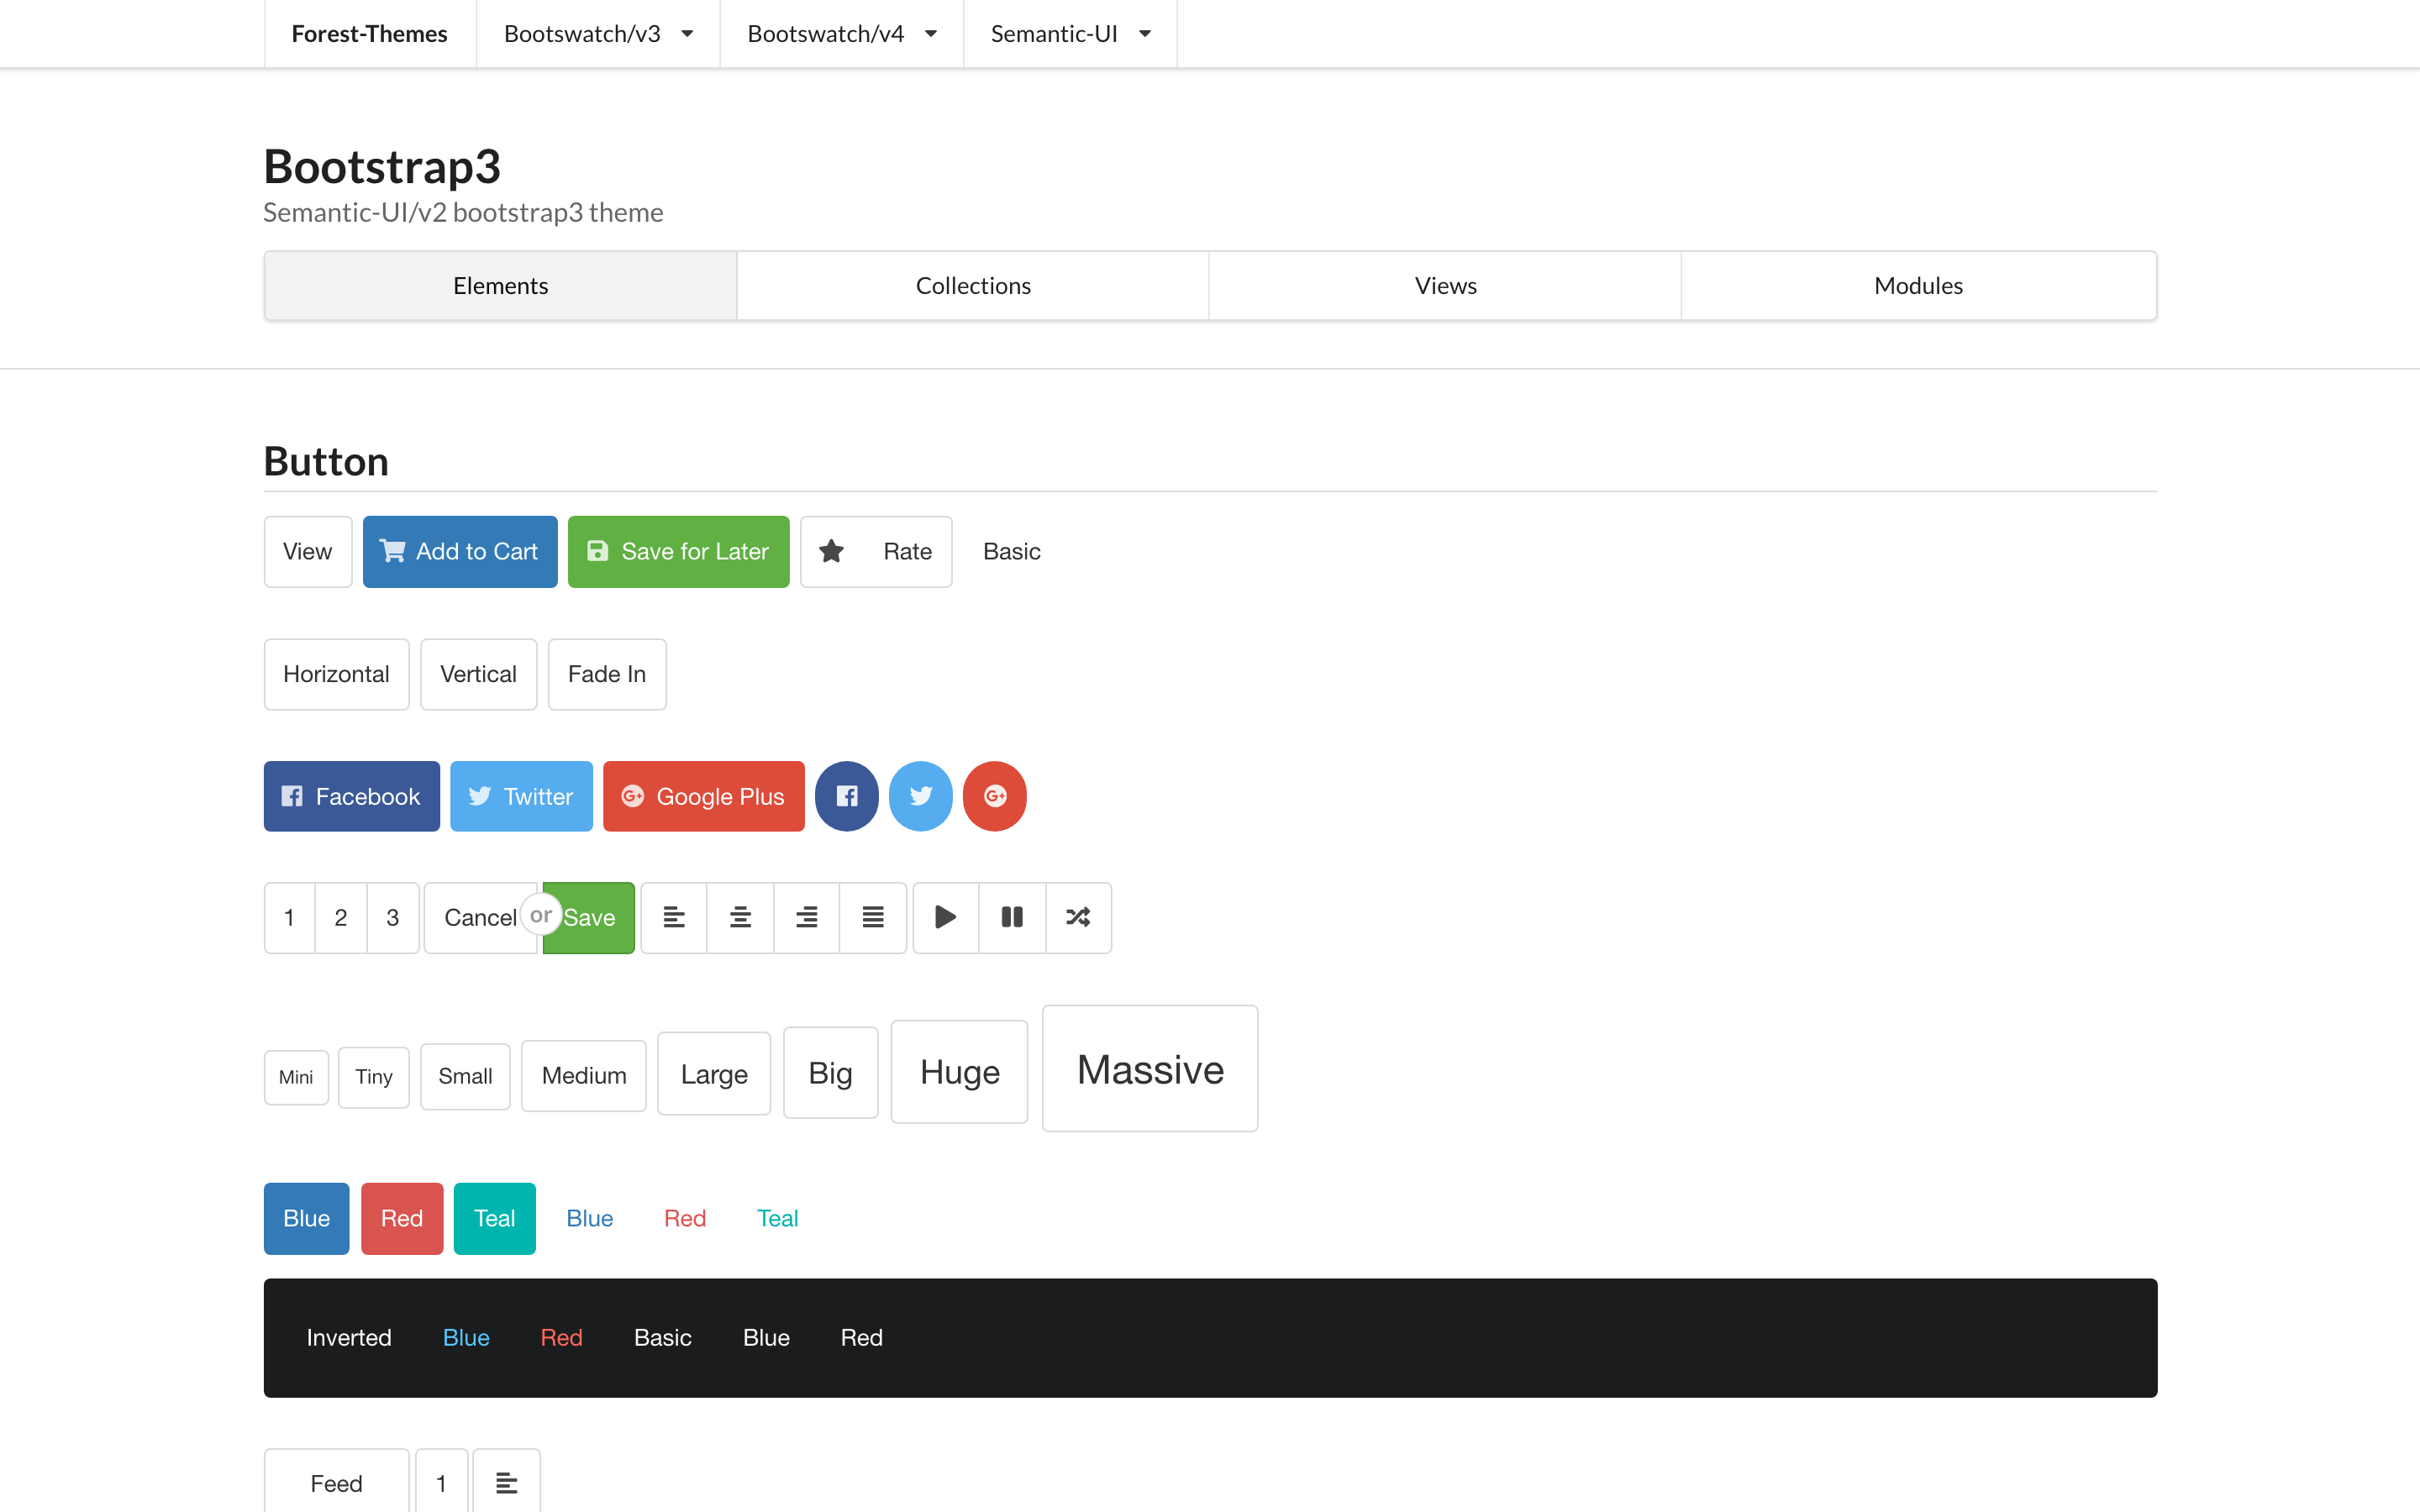 Forest-Themes Bootswatch/v3 Bootswatch/v4 Semantic-UI
Bootstrap3
Semantic-UI/v2 bootstrap3 theme
Elements Collections Views Modules
Button
View Add to Cart Save for Later Rate Basic
Horizontal Vertical Fade In
Facebook Twitter Google Plus
1 2 3 Cancel or Save
Mini Tiny Small Medium Large Big Huge Massive
Blue Red Teal Blue Red Teal
Inverted Blue Red Basic Blue Red
Feed 1